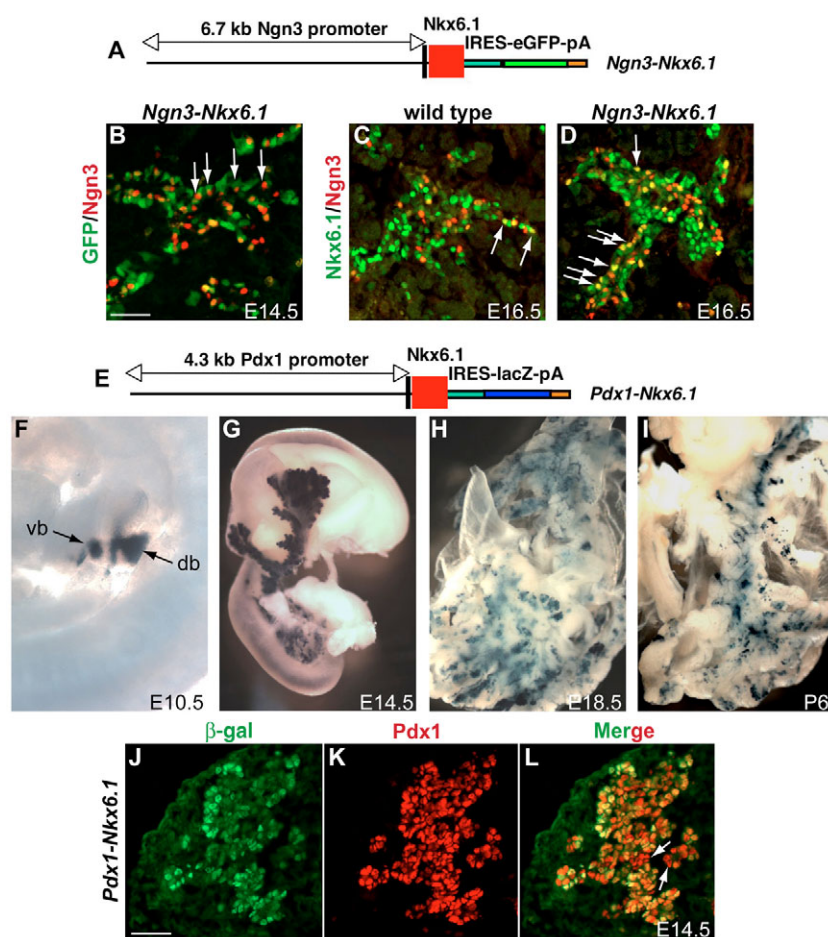 6.7 kb Ngn3 promoter
Nkx6.1
IRES-eGFP-pA
A
Ngn3-Nkx6.1
Ngn3-Nkx6.1
wild type
Ngn3-Nkx6.1
B
C
D
GFP/Ngn3
Nkx6.1/Ngn3
E14.5
E16.5
E16.5
4.3 kb Pdx1 promoter
Nkx6.1
IRES-lacZ-pA
E
Pdx1-Nkx6.1
F
G
H
I
vb
db
E10.5
E14.5
E18.5
P6
β-gal
Pdx1
Merge
J
K
L
Pdx1-Nkx6.1
E14.5